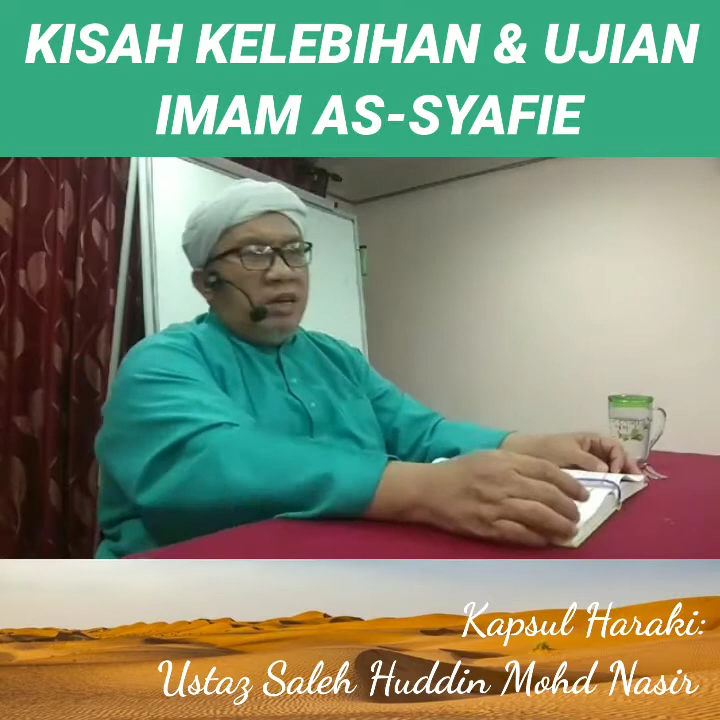 KISAH KELEBIHAN & UJIAN
IMAM AS-SYAFIE
Kapsul Haraki:
Ustaz Saleh Huddin Mohd Nasir